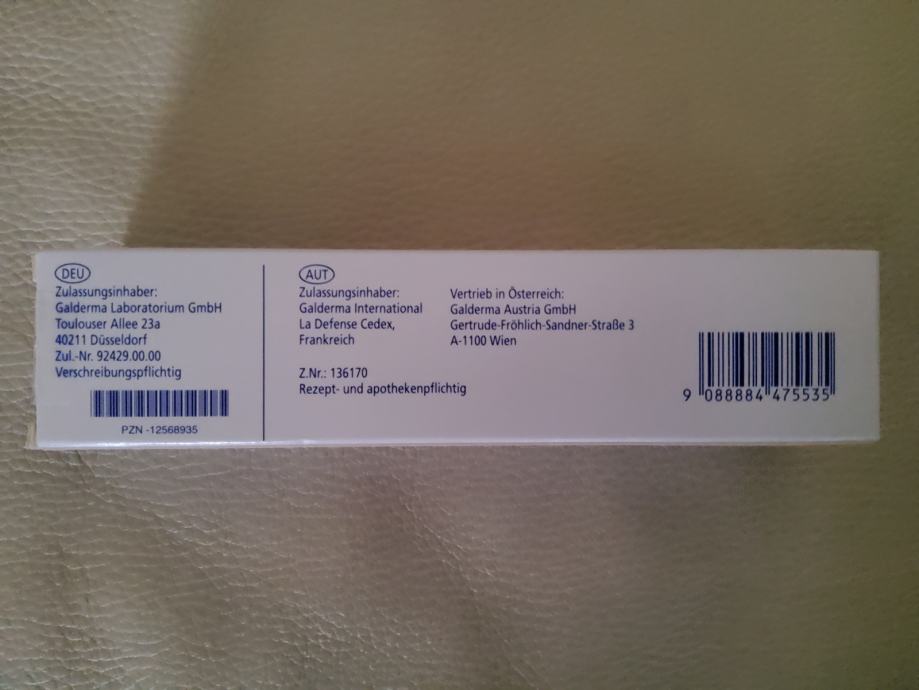 DEU
Zulassungsinhaber:
Galderma Laboratorium GmbH
Toulouser Allee 23a
40211 Düsseldorf
Zul.-Nr. 92429.00.00
Verschreibungspflichtig
PZN -12568935
AUT
Zulassungsinhaber:
Galderma International
La Defense Cedex,
Frankreich
Z.Nr.: 136170
Rezept- und apothekenpflichtig
Vertrieb in Österreich:
Galderma Austria GmbH
Gertrude-Fröhlich-Sandner-Straße 3
A-1100 Wien
9 088884 475535